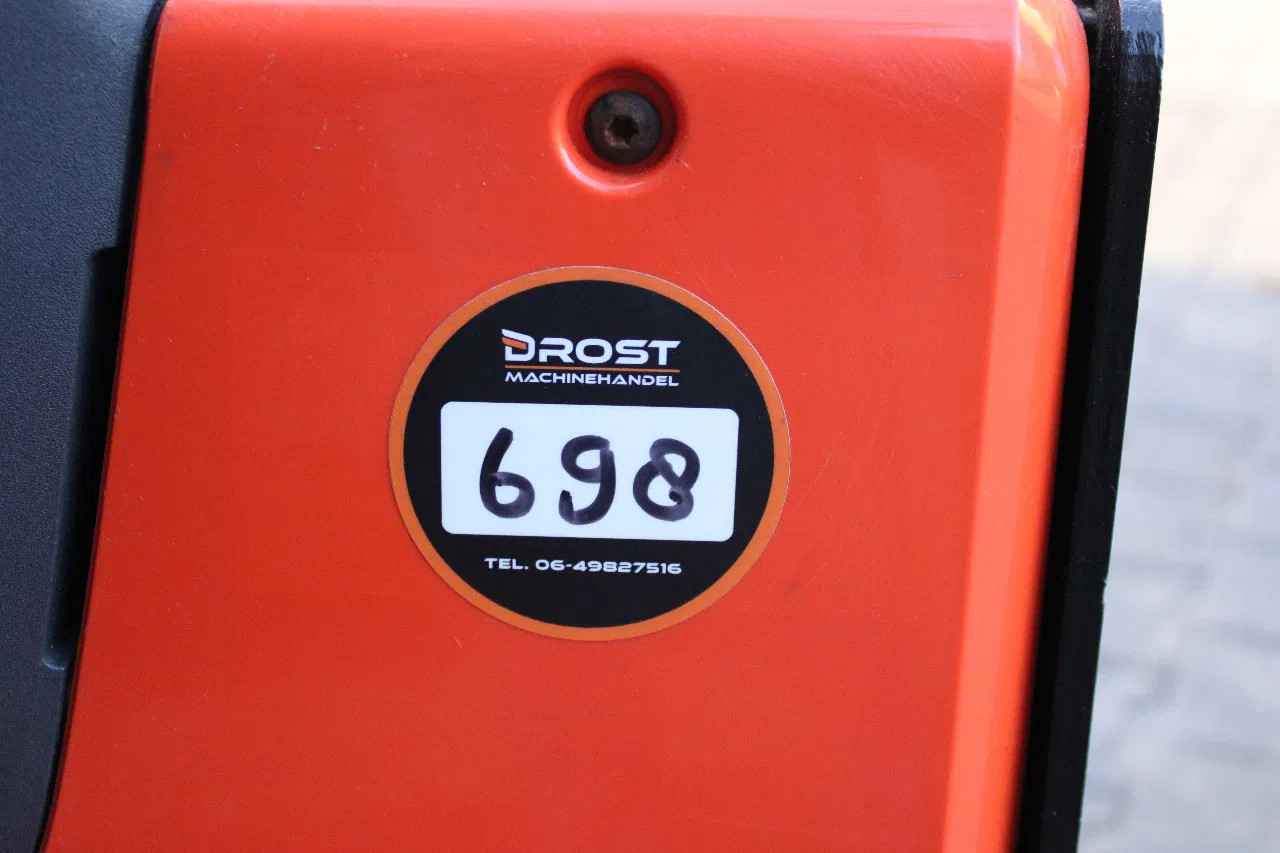 DROST
MACHINEHANDEL
698
TEL. 06-49827516